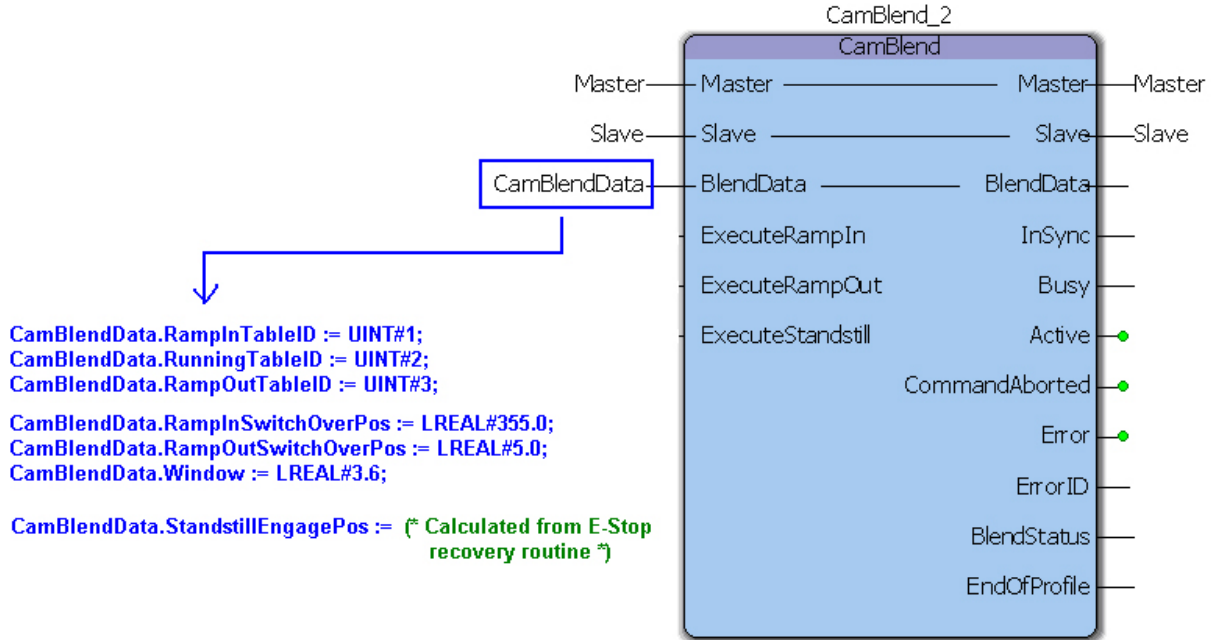 CamBlend_2
CamBlend
Master Master Master Master
Slave Slave Slave Slave
CamBlendData BlendData BlendData
ExecuteRampIn InSync
ExecuteRampOut Busy
ExecuteStandstill Active
CommandAborted
Error
ErrorID
BlendStatus
EndOfProfile
CamBlendData.RampInTableID := UINT#1;
CamBlendData.RunningTableID := UINT#2;
CamBlendData.RampOutTableID := UINT#3;
CamBlendData.RampInSwitchOverPos := LREAL#355.0;
CamBlendData.RampOutSwitchOverPos := LREAL#5.0;
CamBlendData.Window := LREAL#3.6;
CamBlendData.StandstillEngagePos := (* Calculated from E-Stop
recovery routine *)